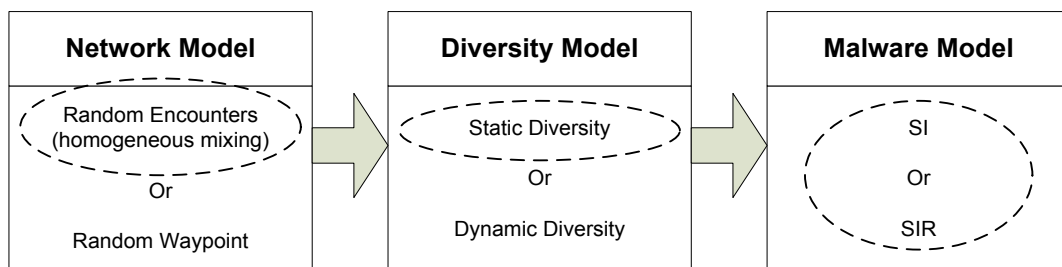 Network Model
Random Encounters
(homogeneous mixing)
Or
Random Waypoint
Diversity Model
Static Diversity
Or
Dynamic Diversity
Malware Model
SI
Or
SIR